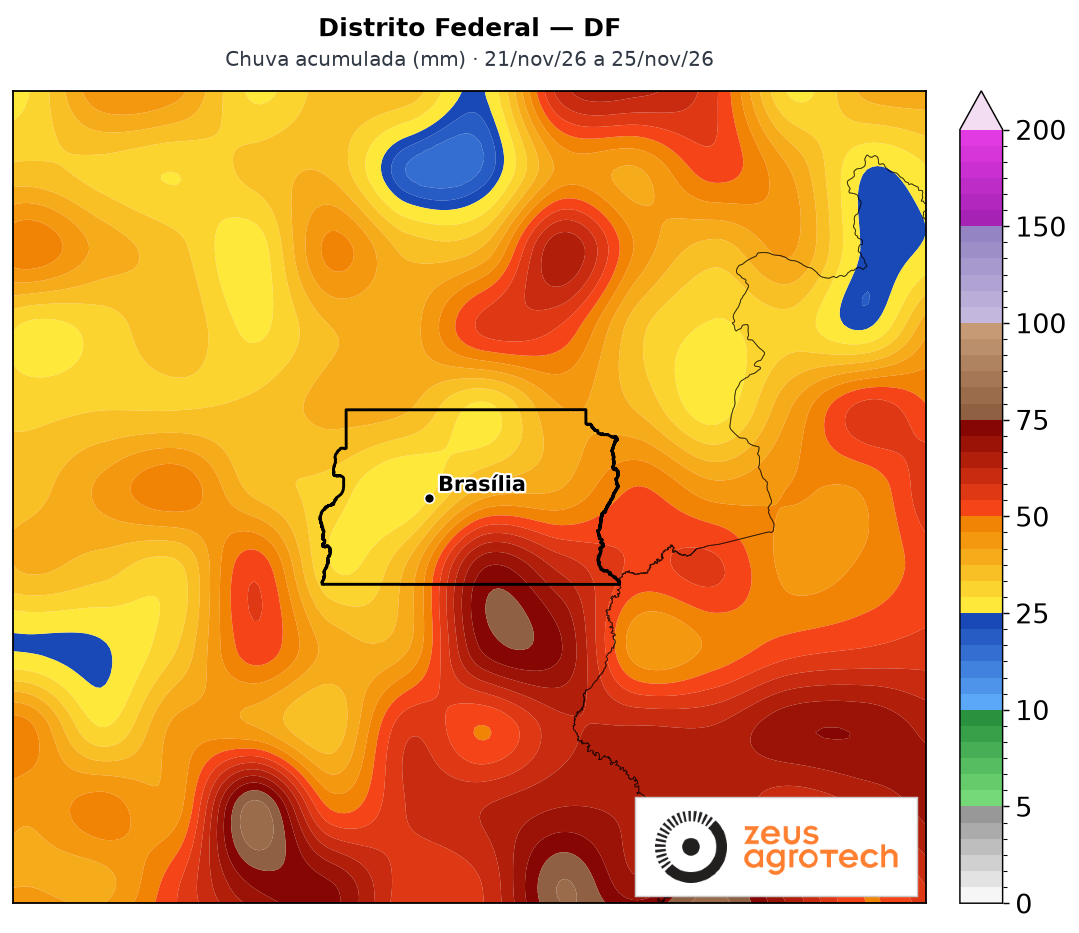 Distrito Federal — DF
Chuva acumulada (mm) · 21/nov/26 a 25/nov/26
200
150
100
75
50
25
10
5
0
Brasília
zeus
agrotech